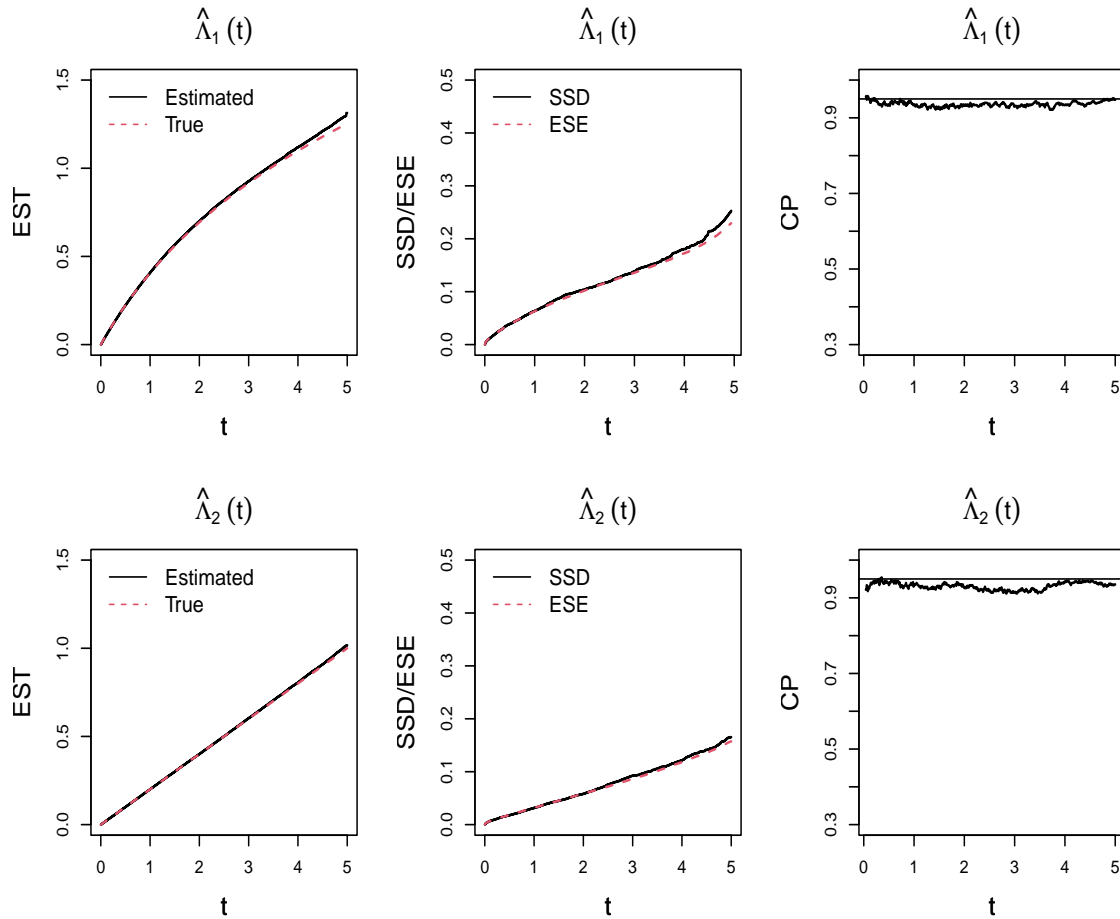 Λ̂₁ (t)
Λ̂₁ (t)
Λ̂₁ (t)
EST
1.5
1.0
0.5
0.0
Estimated
True
0 1 2 3 4 5
t
SSD/ESE
0.5
0.4
0.3
0.2
0.1
0.0
SSD
ESE
0 1 2 3 4 5
t
CP
0.9
0.7
0.5
0.3
0 1 2 3 4 5
t
Λ̂₂ (t)
Λ̂₂ (t)
Λ̂₂ (t)
EST
1.5
1.0
0.5
0.0
Estimated
True
0 1 2 3 4 5
t
SSD/ESE
0.5
0.4
0.3
0.2
0.1
0.0
SSD
ESE
0 1 2 3 4 5
t
CP
0.9
0.7
0.5
0.3
0 1 2 3 4 5
t